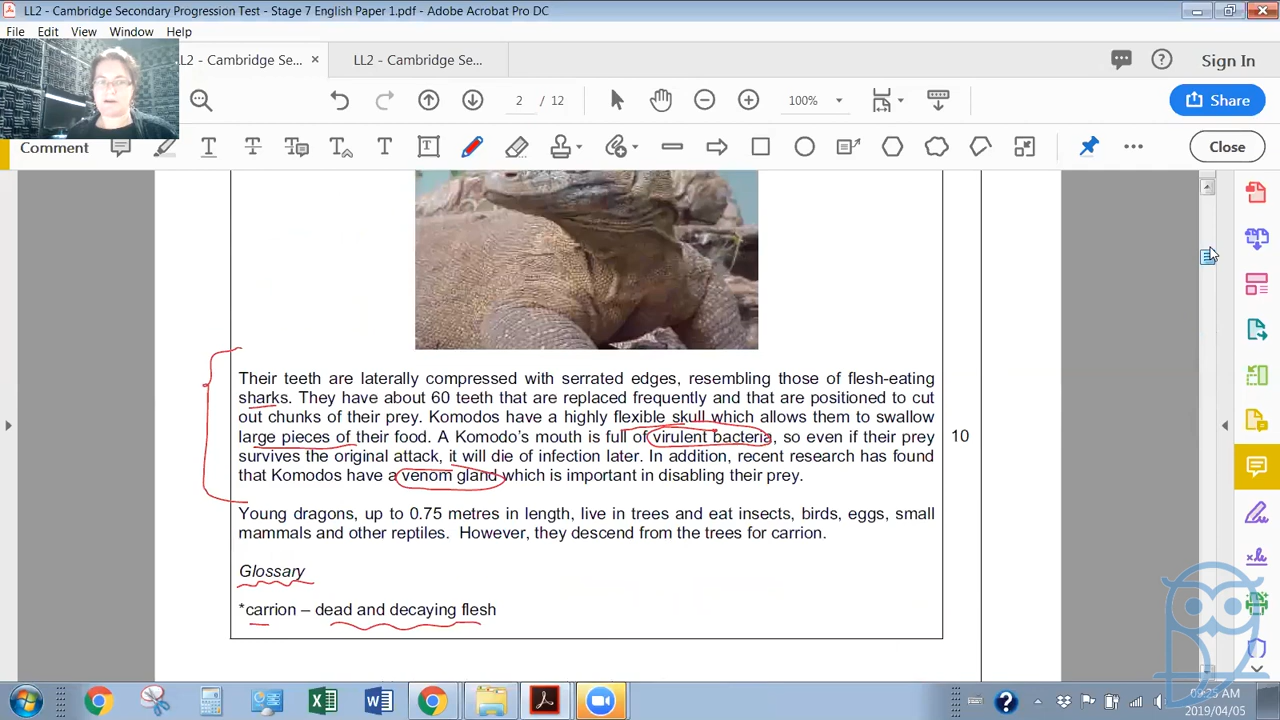 LL2 - Cambridge Secondary Progression Test - Stage 7 English Paper 1.pdf - Adobe Acrobat Pro DC
File Edit View Window Help
LL2 - Cambridge Se... × LL2 - Cambridge Se... Sign In
2 / 12 100% Share
Comment Close
Their teeth are laterally compressed with serrated edges, resembling those of flesh-eating
sharks. They have about 60 teeth that are replaced frequently and that are positioned to cut
out chunks of their prey. Komodos have a highly flexible skull which allows them to swallow
large pieces of their food. A Komodo's mouth is full of virulent bacteria, so even if their prey 10
survives the original attack, it will die of infection later. In addition, recent research has found
that Komodos have a venom gland which is important in disabling their prey.
Young dragons, up to 0.75 metres in length, live in trees and eat insects, birds, eggs, small
mammals and other reptiles. However, they descend from the trees for carrion.
Glossary
*carrion – dead and decaying flesh
09:25 AM
2019/04/05